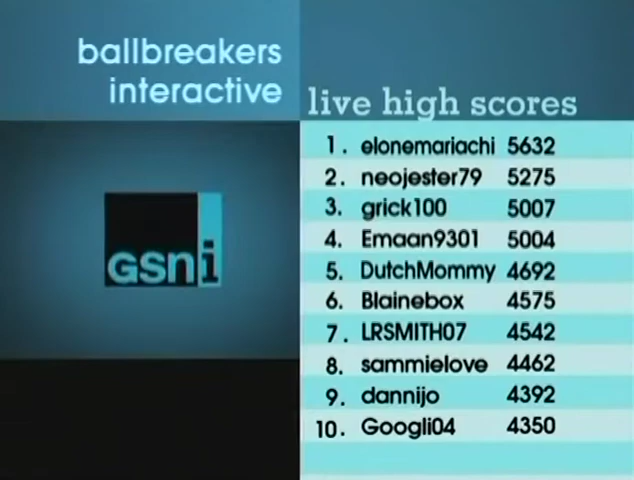 ballbreakers
interactive
live high scores
GSNi
1. elonemariachi 5632
2. neojester79 5275
3. grick100 5007
4. Emaan9301 5004
5. DutchMommy 4692
6. Blainebox 4575
7. LRSMITH07 4542
8. sammielove 4462
9. dannijo 4392
10. Googli04 4350